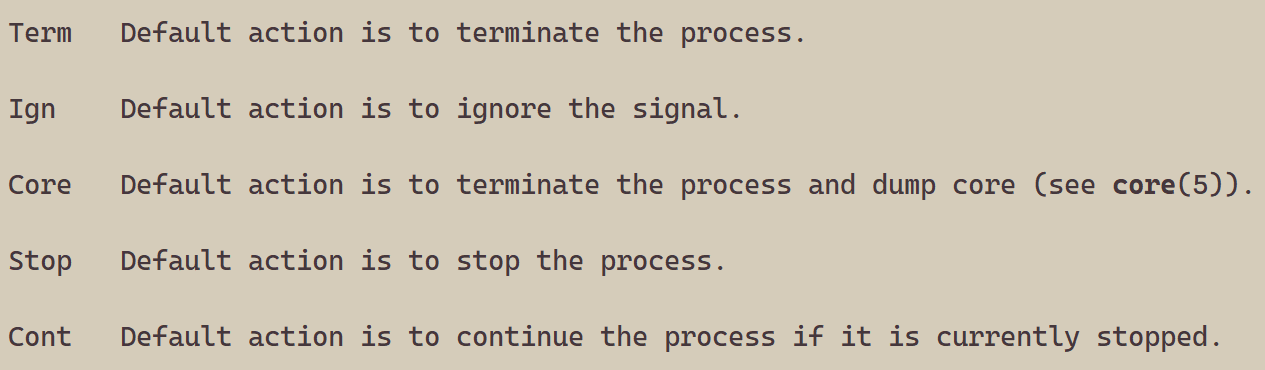 Term   Default action is to terminate the process.
Ign    Default action is to ignore the signal.
Core   Default action is to terminate the process and dump core (see core(5)).
Stop   Default action is to stop the process.
Cont   Default action is to continue the process if it is currently stopped.